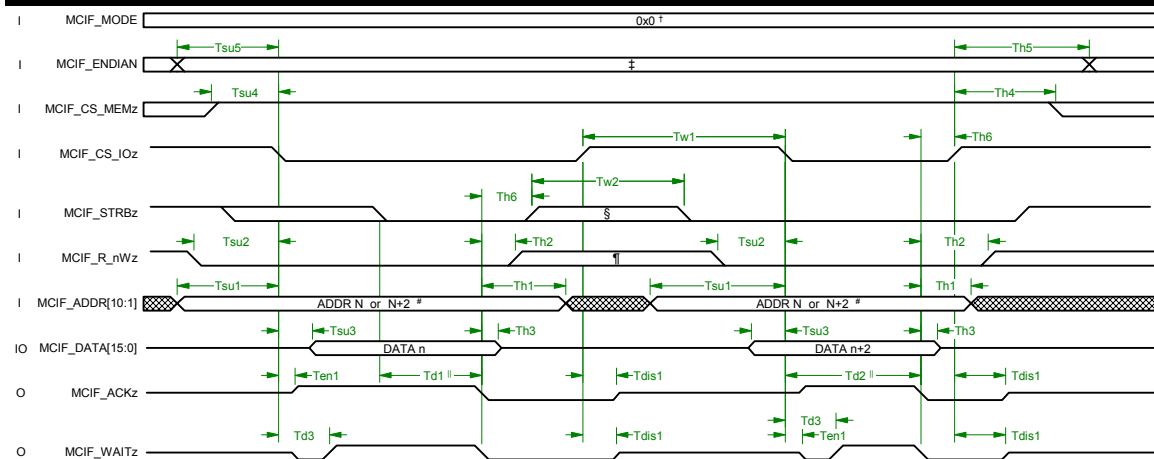 I MCIF_MODE 0x0 †
I MCIF_ENDIAN Tsu5 ‡ Th5
I MCIF_CS_MEMz Tsu4 Th4
I MCIF_CS_IOz Tw1 Th6
I MCIF_STRBz Th6 Tw2 §
I MCIF_R_nWz Tsu2 Th2 ¶ Tsu2 Th2
I MCIF_ADDR[10:1] Tsu1 ADDR N or N+2 # Th1 Tsu1 ADDR N or N+2 # Th1
IO MCIF_DATA[15:0] Tsu3 DATA n Th3 Tsu3 DATA n+2 Th3
O MCIF_ACKz Ten1 Td1 || Tdis1 Td2 || Tdis1
O MCIF_WAITz Td3 Tdis1 Td3 Ten1 Tdis1